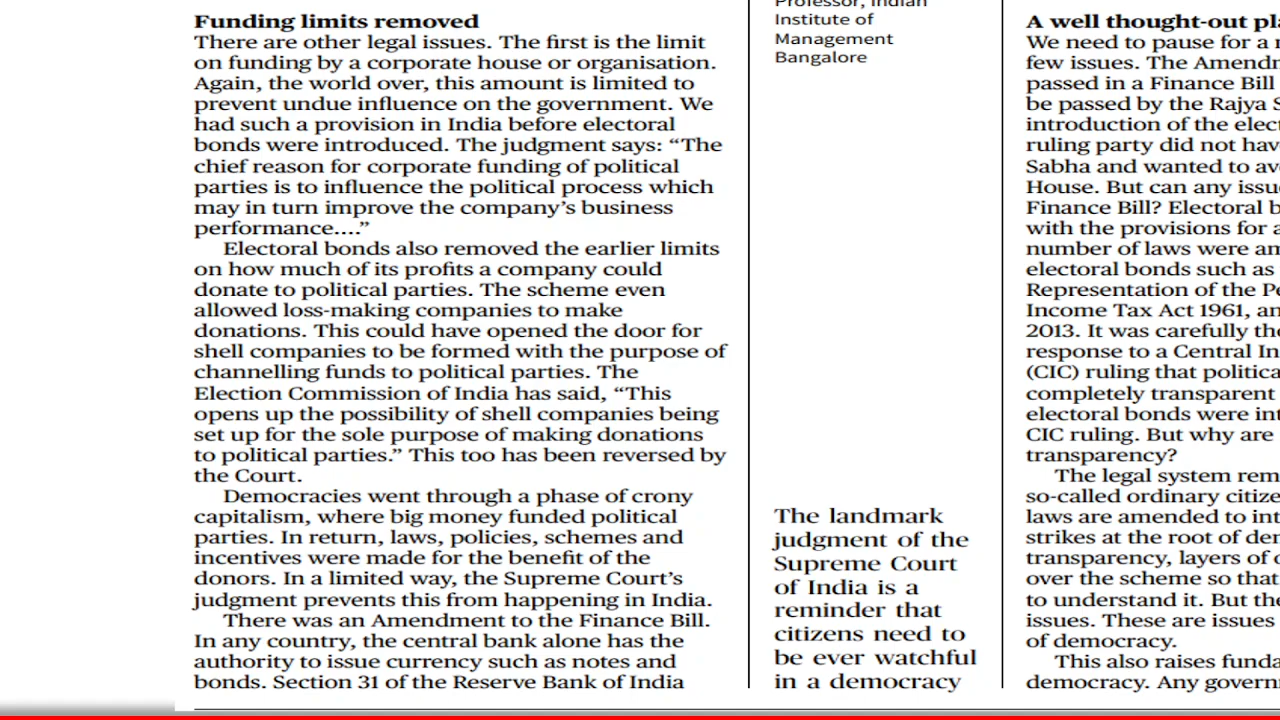 Funding limits removed
There are other legal issues. The first is the limit
on funding by a corporate house or organisation.
Again, the world over, this amount is limited to
prevent undue influence on the government. We
had such a provision in India before electoral
bonds were introduced. The judgment says: “The
chief reason for corporate funding of political
parties is to influence the political process which
may in turn improve the company’s business
performance....”
Electoral bonds also removed the earlier limits
on how much of its profits a company could
donate to political parties. The scheme even
allowed loss-making companies to make
donations. This could have opened the door for
shell companies to be formed with the purpose of
channelling funds to political parties. The
Election Commission of India has said, “This
opens up the possibility of shell companies being
set up for the sole purpose of making donations
to political parties.” This too has been reversed by
the Court.
Democracies went through a phase of crony
capitalism, where big money funded political
parties. In return, laws, policies, schemes and
incentives were made for the benefit of the
donors. In a limited way, the Supreme Court’s
judgment prevents this from happening in India.
There was an Amendment to the Finance Bill.
In any country, the central bank alone has the
authority to issue currency such as notes and
bonds. Section 31 of the Reserve Bank of India
Professor, Indian
Institute of
Management
Bangalore
The landmark
judgment of the
Supreme Court
of India is a
reminder that
citizens need to
be ever watchful
in a democracy
A well thought-out
We need to pause for a
few issues. The
passed in a Finance Bill
be passed by the Rajya
introduction of the
ruling party did not
Sabha and wanted to
House. But can any
Finance Bill? Electoral
with the provisions for
number of laws were
electoral bonds such as
Representation of the
Income Tax Act 1961,
2013. It was carefully
response to a Central
(CIC) ruling that
completely transparent
electoral bonds were
CIC ruling. But why are
transparency?
The legal system
so-called ordinary
laws are amended to
strikes at the root of
transparency, layers of
over the scheme so that
to understand it. But
issues. These are issues
of democracy.
This also raises
democracy. Any